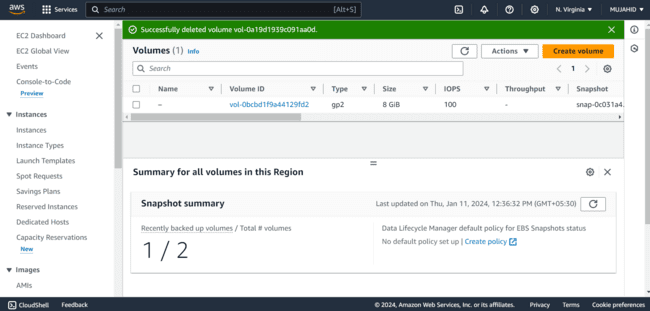 aws
Services
Search
[Alt+S]
N. Virginia
MUJAHID
EC2 Dashboard
EC2 Global View
Events
Console-to-Code
Preview
Instances
Instances
Instance Types
Launch Templates
Spot Requests
Savings Plans
Reserved Instances
Dedicated Hosts
Capacity Reservations
New
Images
AMIs
Successfully deleted volume vol-0a19d1939c091aa0d.
Volumes (1) Info
Actions
Create volume
Search
1
Name
Volume ID
Type
Size
IOPS
Throughput
Snapshot
–
vol-0bcbd1f9a44129fd2
gp2
8 GiB
100
-
snap-0c031a4.
Summary for all volumes in this Region
Snapshot summary
Last updated on Thu, Jan 11, 2024, 12:36:32 PM (GMT+05:30)
Recently backed up volumes / Total # volumes
1 / 2
Data Lifecycle Manager default policy for EBS Snapshots status
No default policy set up | Create policy
CloudShell
Feedback
© 2024, Amazon Web Services, Inc. or its affiliates.
Privacy
Terms
Cookie preferences